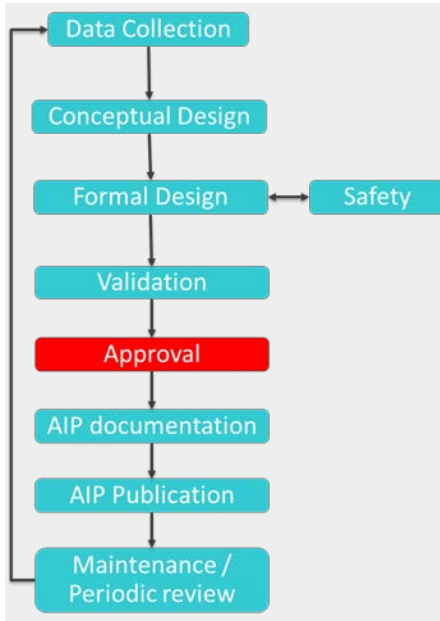 Data Collection
Conceptual Design
Formal Design
Safety
Validation
Approval
AIP documentation
AIP Publication
Maintenance /
Periodic review